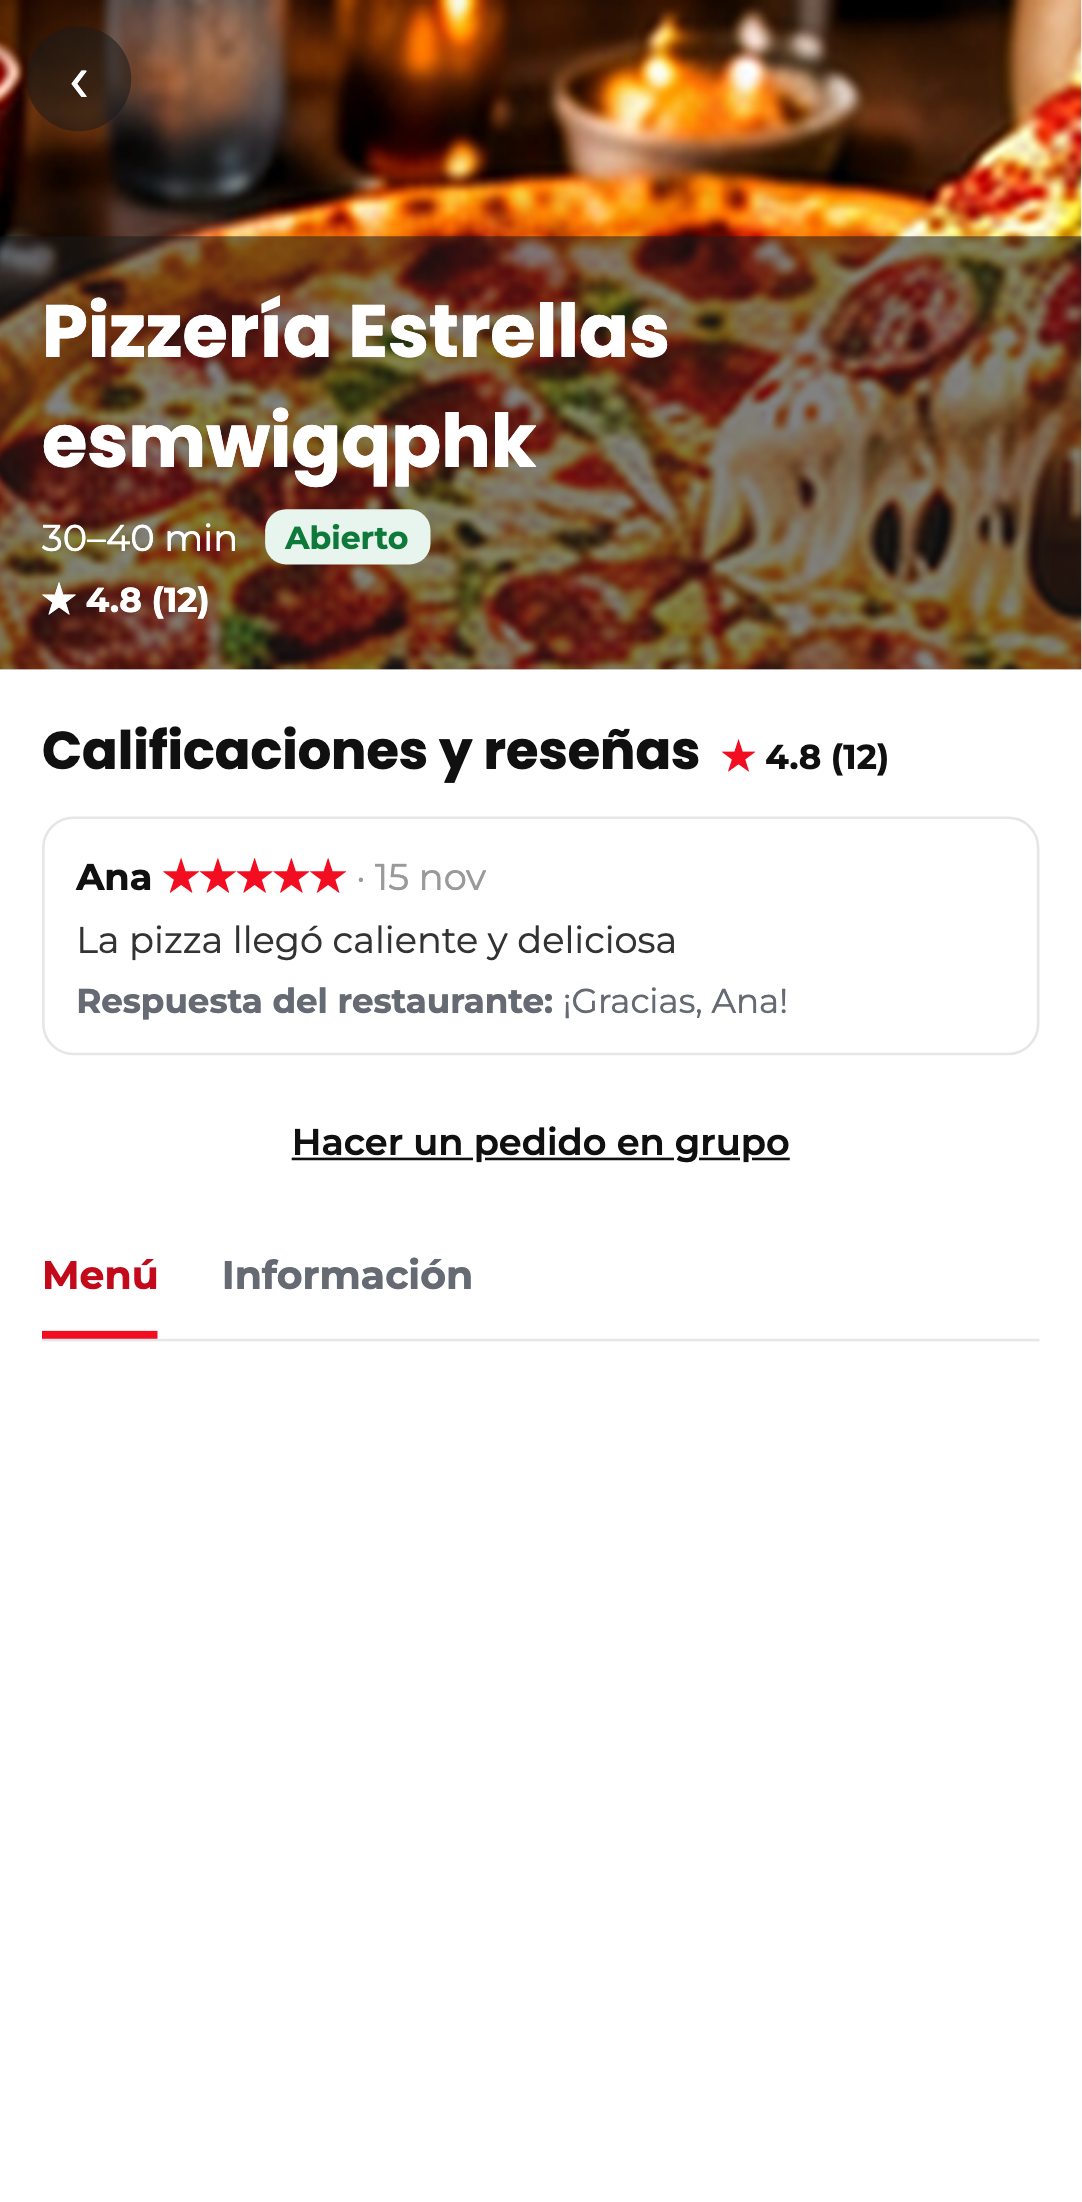 ‹
Pizzería Estrellas
esmwigqphk
30–40 min Abierto
★ 4.8 (12)
Calificaciones y reseñas ★ 4.8 (12)
Ana ★★★★★ · 15 nov
La pizza llegó caliente y deliciosa
Respuesta del restaurante: ¡Gracias, Ana!
Hacer un pedido en grupo
Menú Información